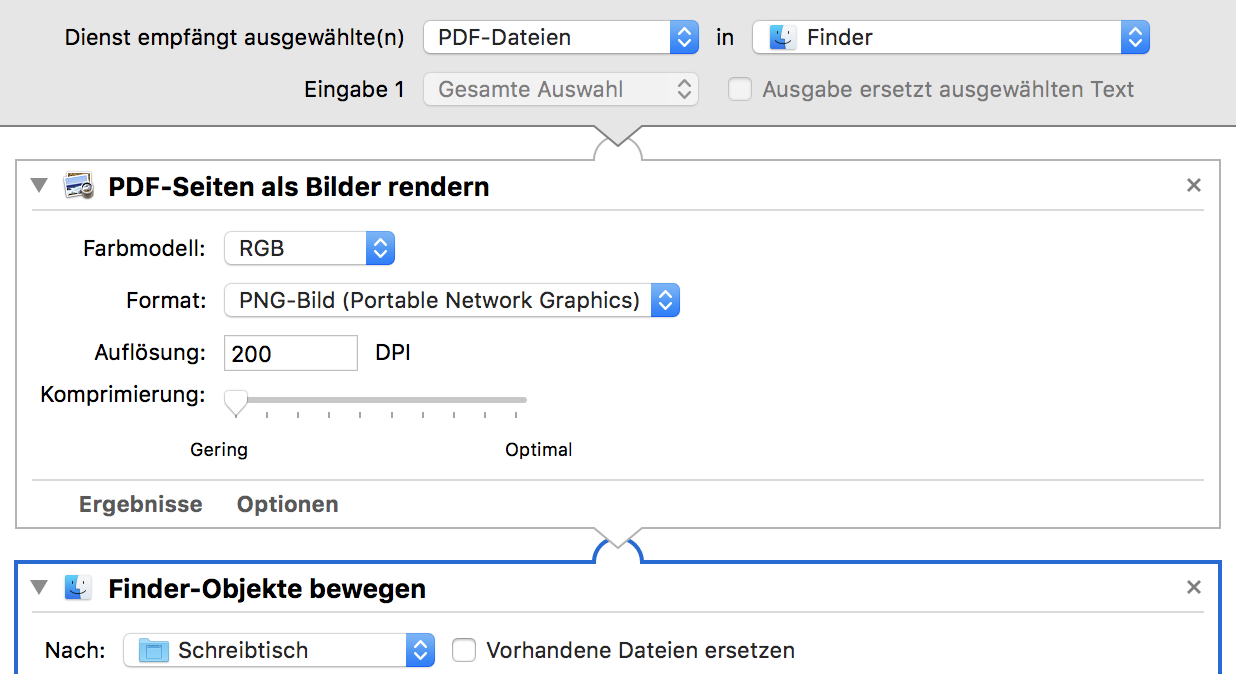 Dienst empfängt ausgewählte(n) PDF-Dateien in Finder
Eingabe 1 Gesamte Auswahl Ausgabe ersetzt ausgewählten Text
PDF-Seiten als Bilder rendern
Farbmodell: RGB
Format: PNG-Bild (Portable Network Graphics)
Auflösung: 200 DPI
Komprimierung:
Gering Optimal
Ergebnisse Optionen
Finder-Objekte bewegen
Nach: Schreibtisch Vorhandene Dateien ersetzen